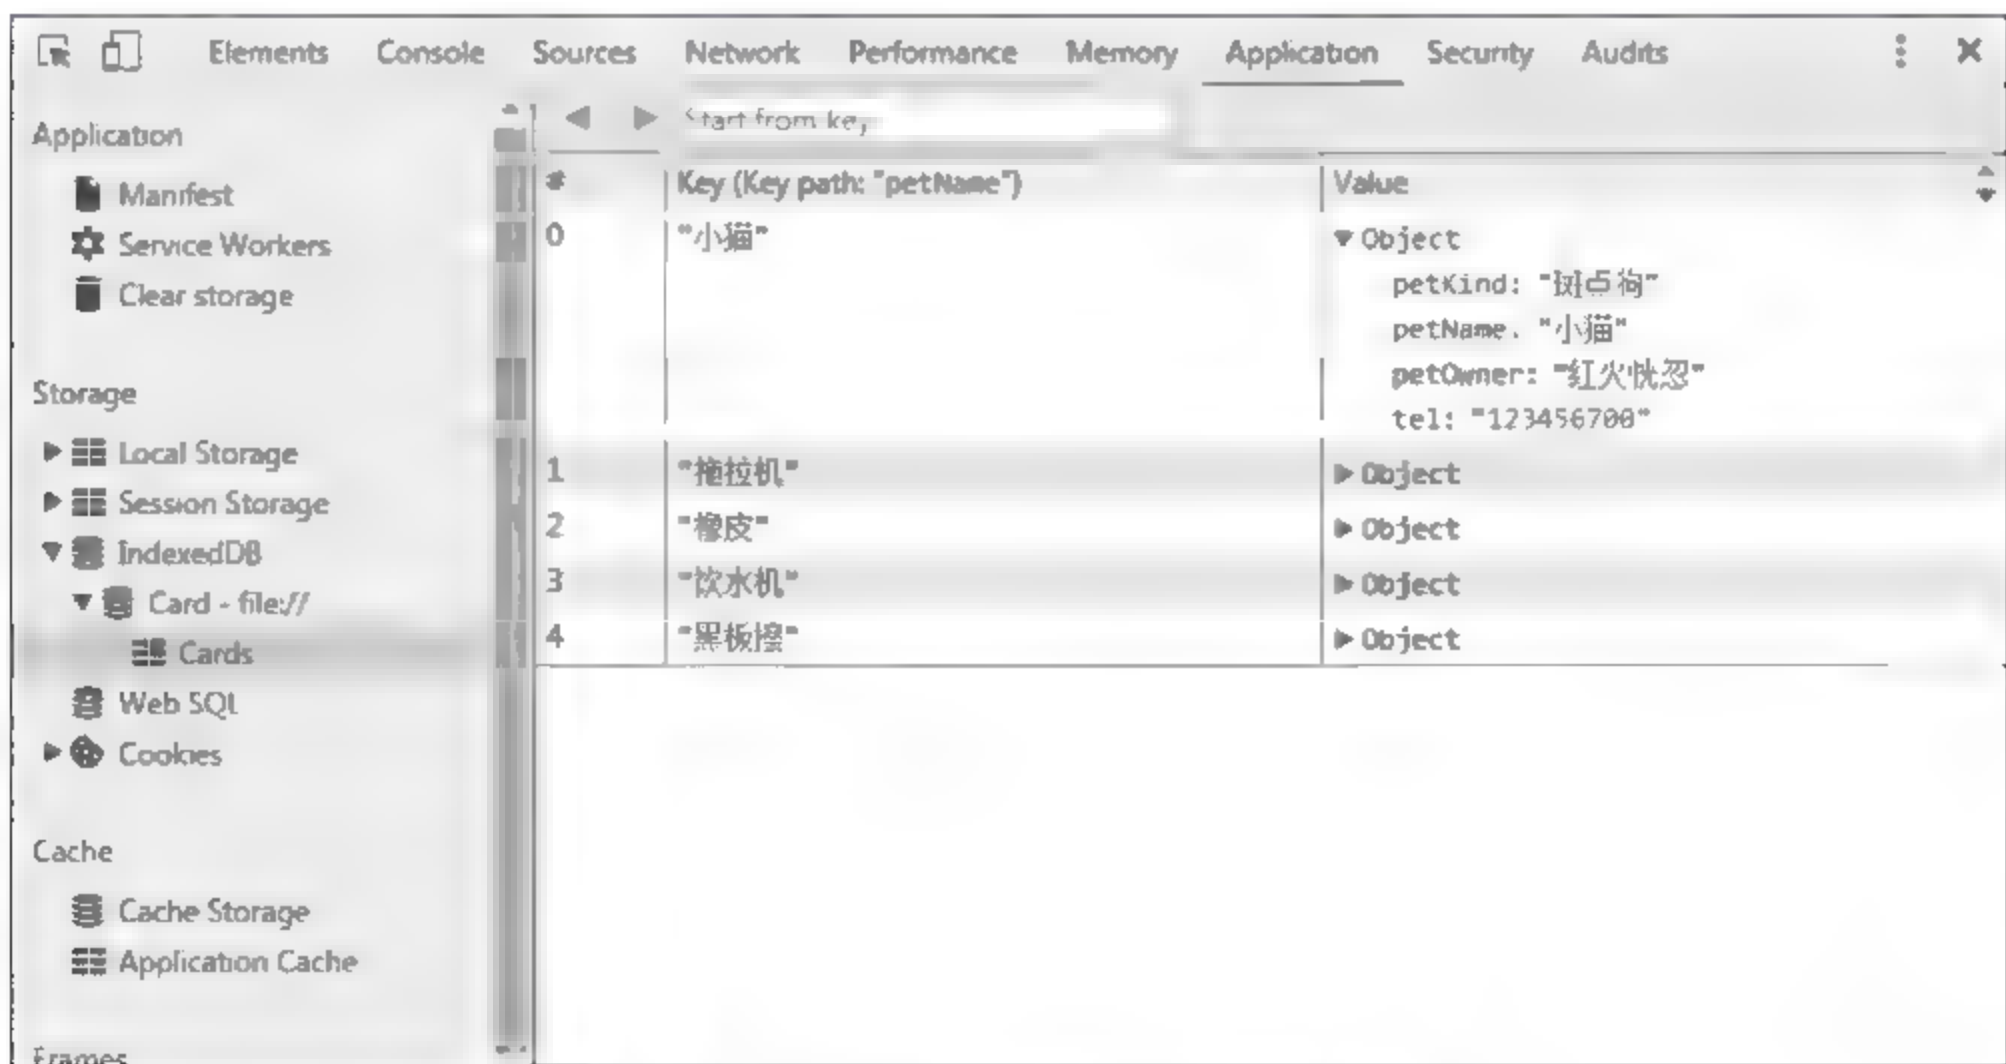 Elements Console Sources Network Performance Memory Application Security Audits
Application
Manifest
Service Workers
Clear storage
Storage
Local Storage
Session Storage
IndexedDB
Card - file://
Cards
Web SQL
Cookies
Cache
Cache Storage
Application Cache
Frames
Start from key
# Key (Key path: "petName") Value
0 "小猫" Object
petKind: "斑点狗"
petName: "小猫"
petOwner: "红火恍忽"
tel: "123456700"
1 "拖拉机" Object
2 "橡皮" Object
3 "饮水机" Object
4 "黑板擦" Object